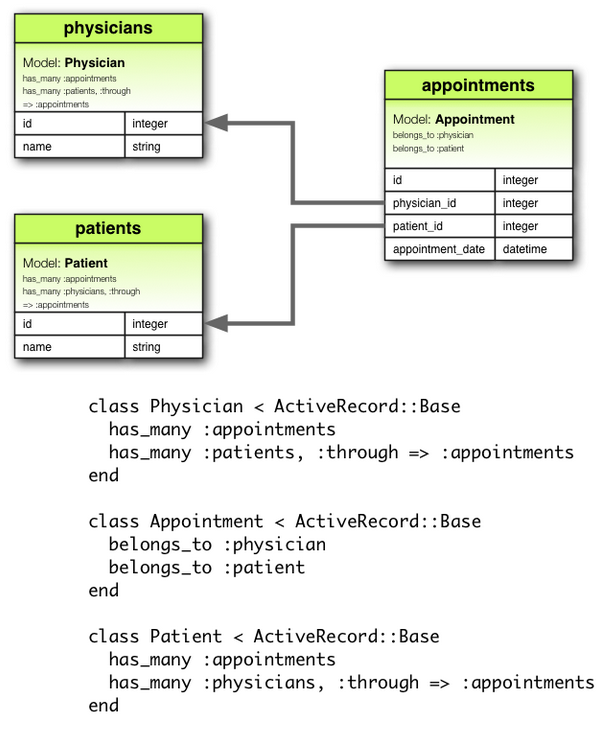 physicians
Model: Physician
has_many :appointments
has_many :patients, :through
=> :appointments
id integer
name string
appointments
Model: Appointment
belongs_to :physician
belongs_to :patient
id integer
physician_id integer
patient_id integer
appointment_date datetime
patients
Model: Patient
has_many :appointments
has_many :physicians, :through
=> :appointments
id integer
name string
class Physician < ActiveRecord::Base
  has_many :appointments
  has_many :patients, :through => :appointments
end
class Appointment < ActiveRecord::Base
  belongs_to :physician
  belongs_to :patient
end
class Patient < ActiveRecord::Base
  has_many :appointments
  has_many :physicians, :through => :appointments
end